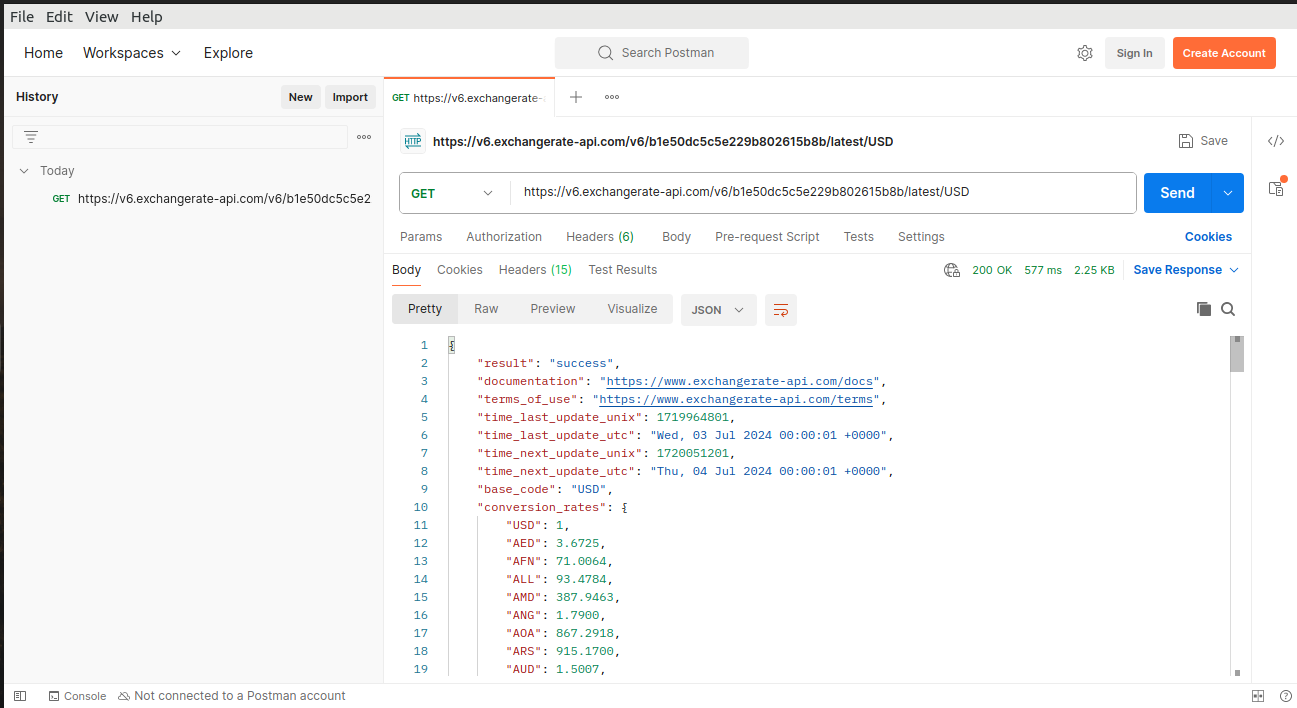 File Edit View Help
Home Workspaces Explore Search Postman Sign In Create Account
History New Import
GET https://v6.exchangerate-
Today
GET https://v6.exchangerate-api.com/v6/b1e50dc5c5e2
HTTP https://v6.exchangerate-api.com/v6/b1e50dc5c5e229b802615b8b/latest/USD Save
GET https://v6.exchangerate-api.com/v6/b1e50dc5c5e229b802615b8b/latest/USD Send
Params Authorization Headers (6) Body Pre-request Script Tests Settings Cookies
Body Cookies Headers (15) Test Results 200 OK 577 ms 2.25 KB Save Response
Pretty Raw Preview Visualize JSON
1 {
2 "result": "success",
3 "documentation": "https://www.exchangerate-api.com/docs",
4 "terms_of_use": "https://www.exchangerate-api.com/terms",
5 "time_last_update_unix": 1719964801,
6 "time_last_update_utc": "Wed, 03 Jul 2024 00:00:01 +0000",
7 "time_next_update_unix": 1720051201,
8 "time_next_update_utc": "Thu, 04 Jul 2024 00:00:01 +0000",
9 "base_code": "USD",
10 "conversion_rates": {
11 "USD": 1,
12 "AED": 3.6725,
13 "AFN": 71.0064,
14 "ALL": 93.4784,
15 "AMD": 387.9463,
16 "ANG": 1.7900,
17 "AOA": 867.2918,
18 "ARS": 915.1700,
19 "AUD": 1.5007,
Console Not connected to a Postman account